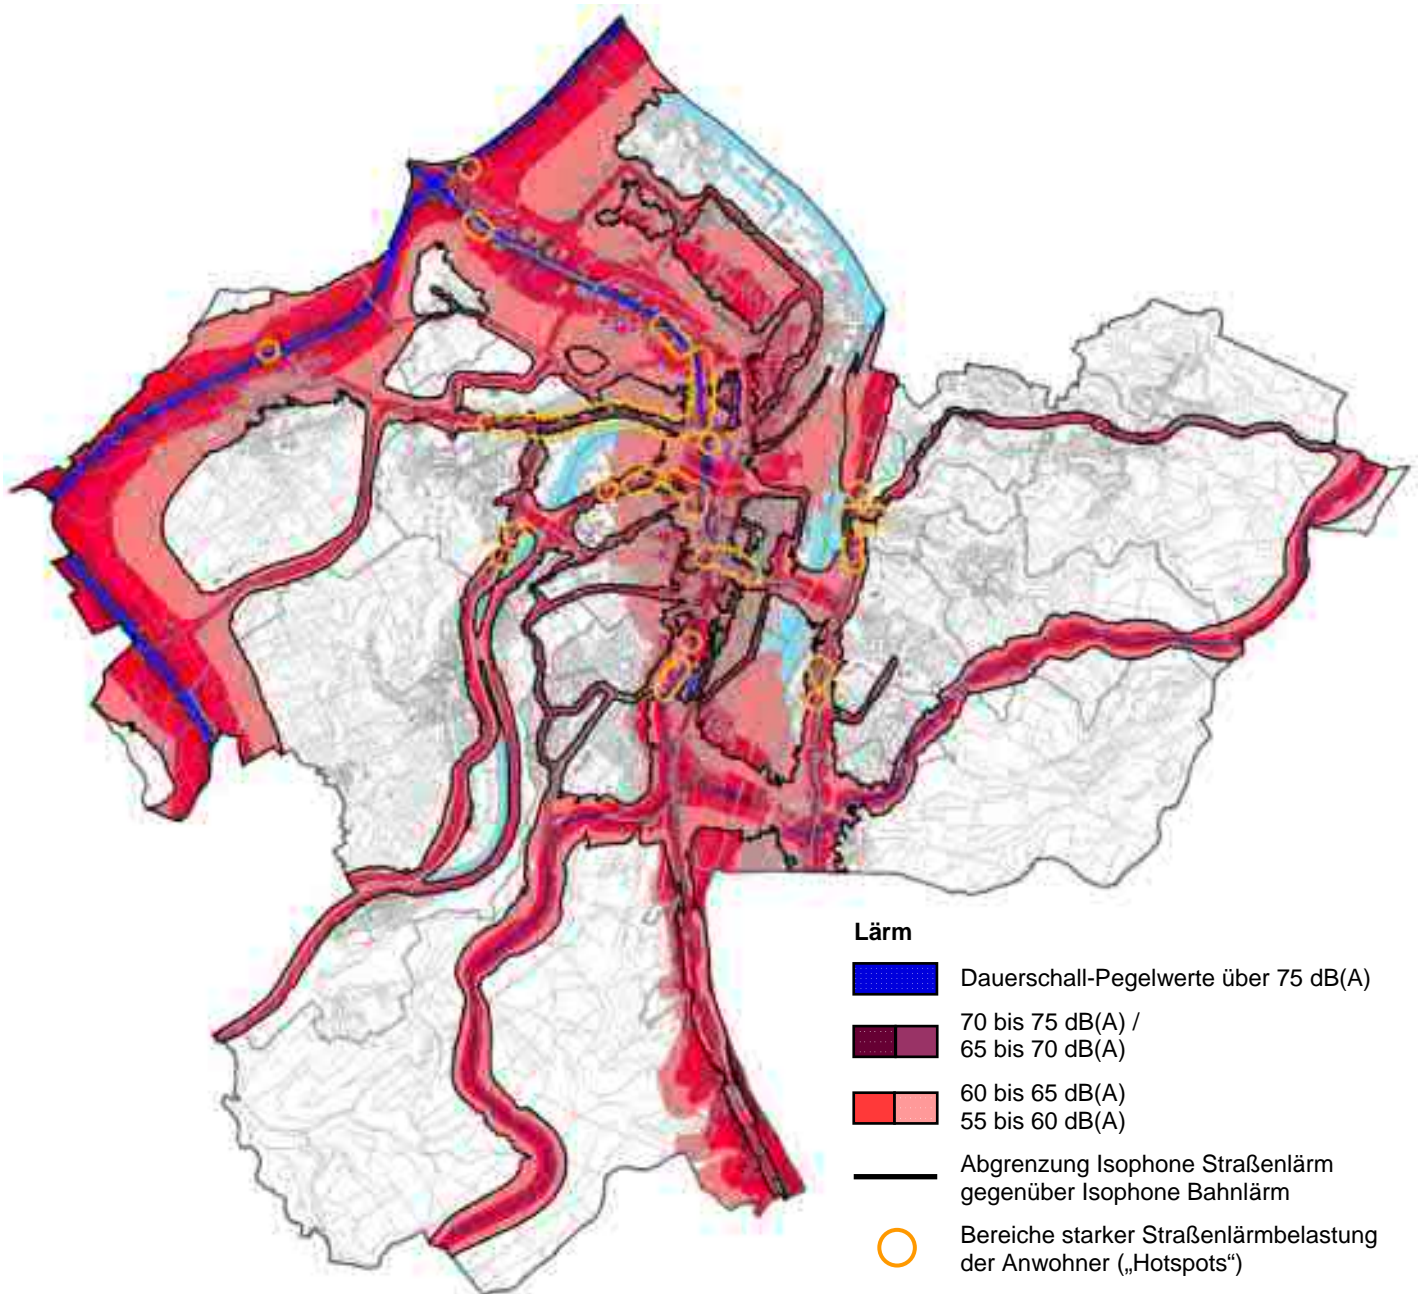 Lärm
Dauerschall-Pegelwerte über 75 dB(A)
70 bis 75 dB(A) /
65 bis 70 dB(A)
60 bis 65 dB(A)
55 bis 60 dB(A)
Abgrenzung Isophone Straßenlärm
gegenüber Isophone Bahnlärm
Bereiche starker Straßenlärmbelastung
der Anwohner („Hotspots“)